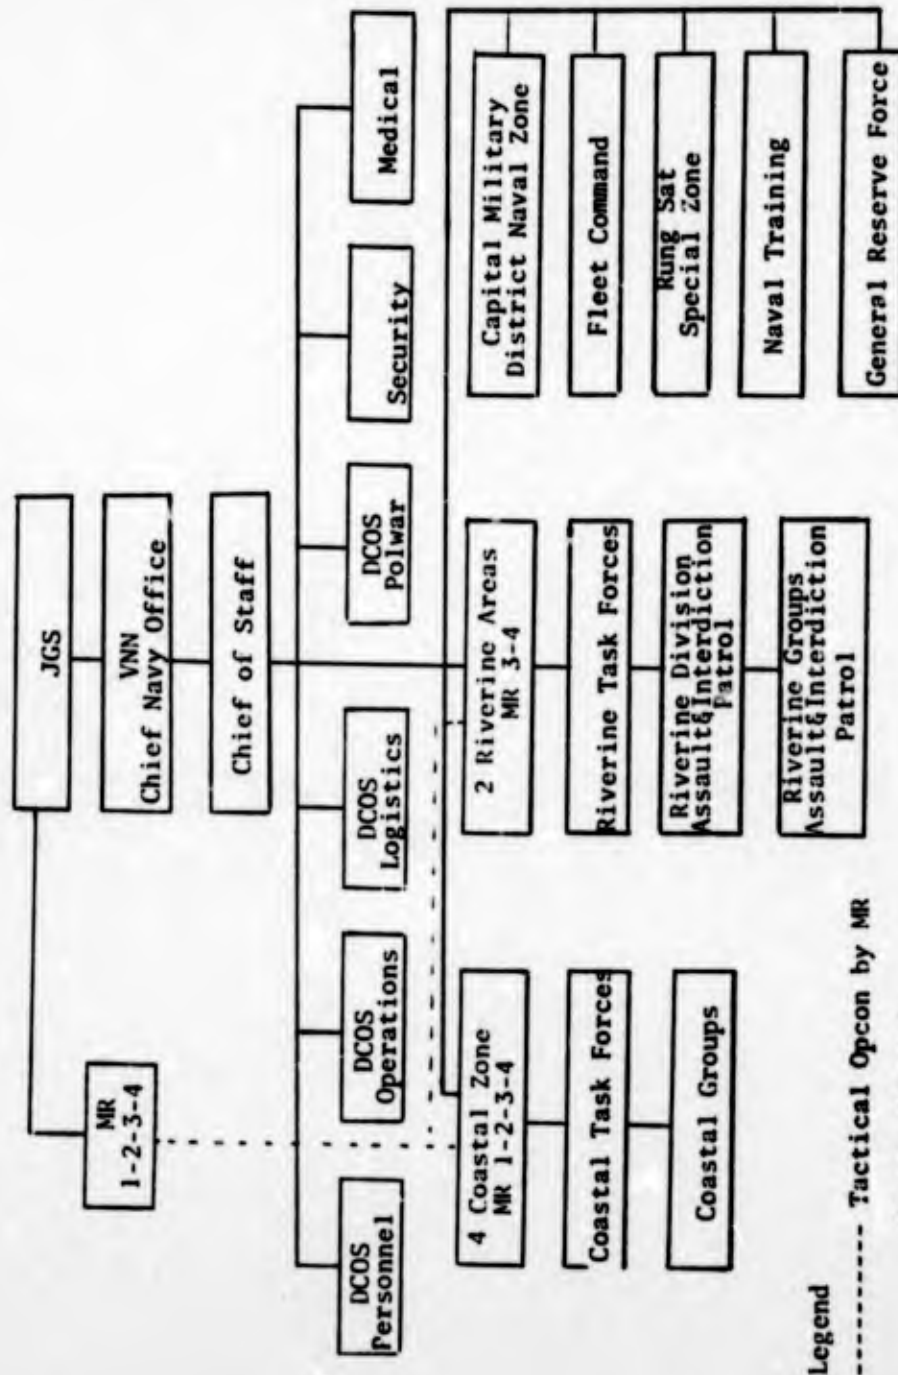 JGS
MR
1-2-3-4
VNN
Chief Navy Office
Chief of Staff
DCOS
Personnel
DCOS
Operations
DCOS
Logistics
DCOS
Polwar
Security
Medical
4 Coastal Zone
MR 1-2-3-4
Coastal Task Forces
Coastal Groups
2 Riverine Areas
MR 3-4
Riverine Task Forces
Riverine Division
Assault&Interdiction
Patrol
Riverine Groups
Assault&Interdiction
Patrol
Capital Military
District Naval Zone
Fleet Command
Rung Sat
Special Zone
Naval Training
General Reserve Force
Legend
---------- Tactical Opcon by MR